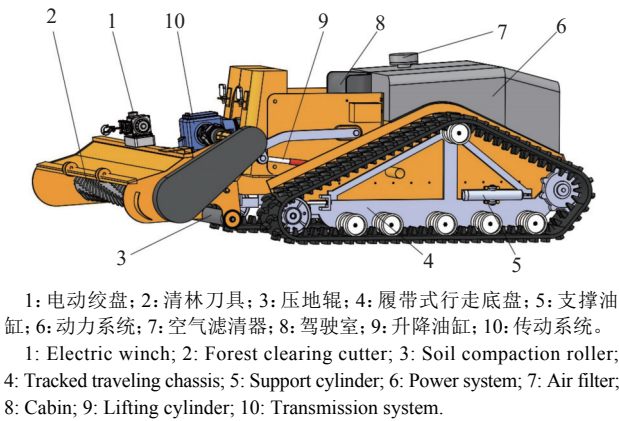 2 1 10 9 8 7 6
3 4 5
1: 电动绞盘; 2: 清林刀具; 3: 压地辊; 4: 履带式行走底盘; 5: 支撑油
缸; 6: 动力系统; 7: 空气滤清器; 8: 驾驶室; 9: 升降油缸; 10: 传动系统。
1: Electric winch; 2: Forest clearing cutter; 3: Soil compaction roller;
4: Tracked traveling chassis; 5: Support cylinder; 6: Power system; 7: Air filter;
8: Cabin; 9: Lifting cylinder; 10: Transmission system.